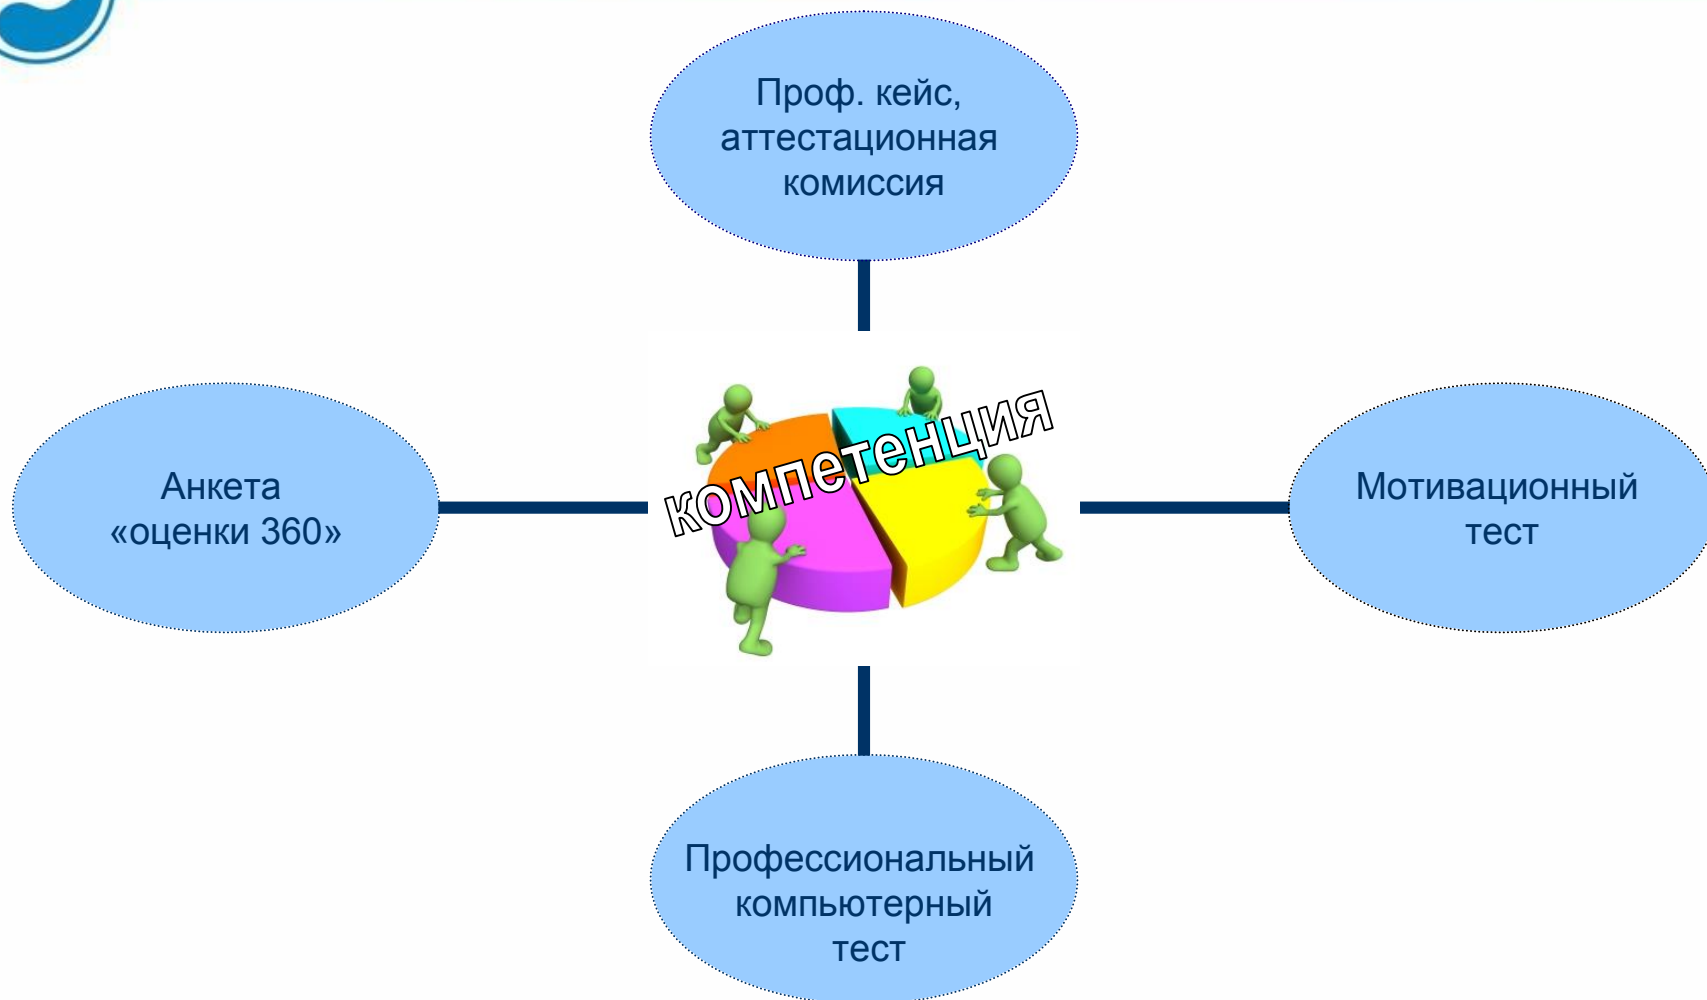 Проф. кейс,
аттестационная
комиссия
компетенция
Анкета
«оценки 360»
Мотивационный
тест
Профессиональный
компьютерный
тест